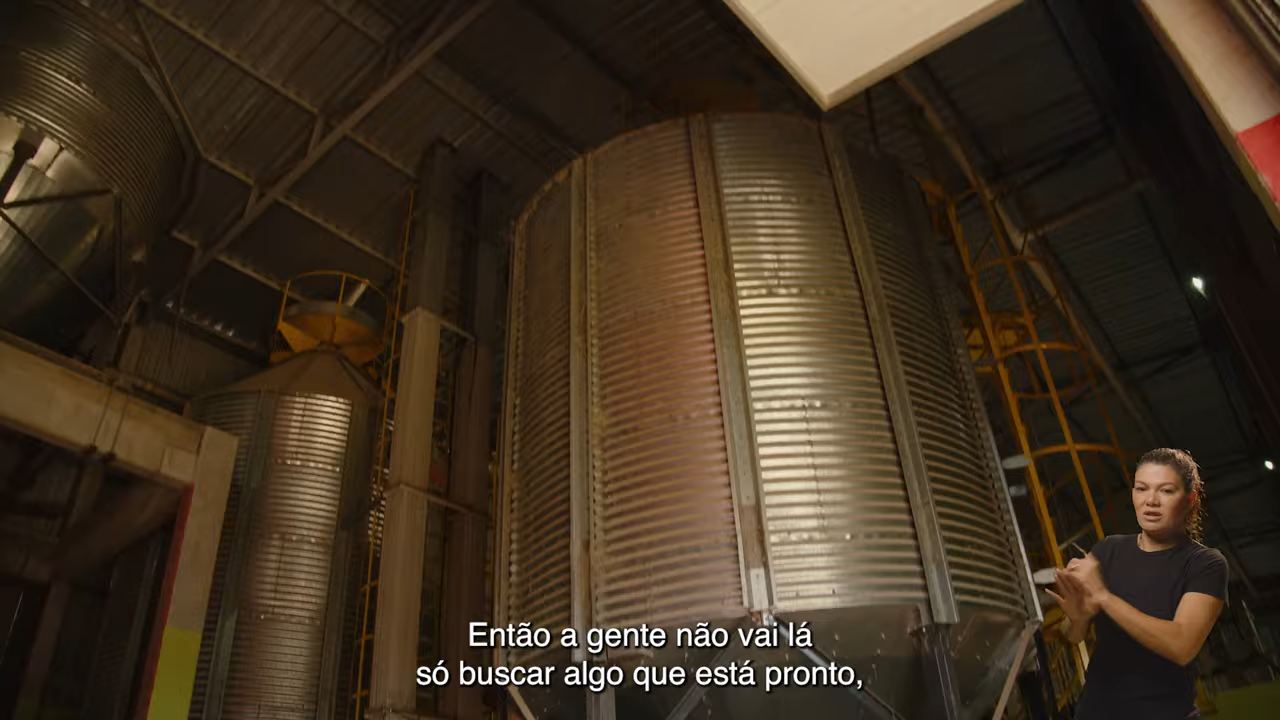 Então a gente não vai lá
só buscar algo que está pronto,